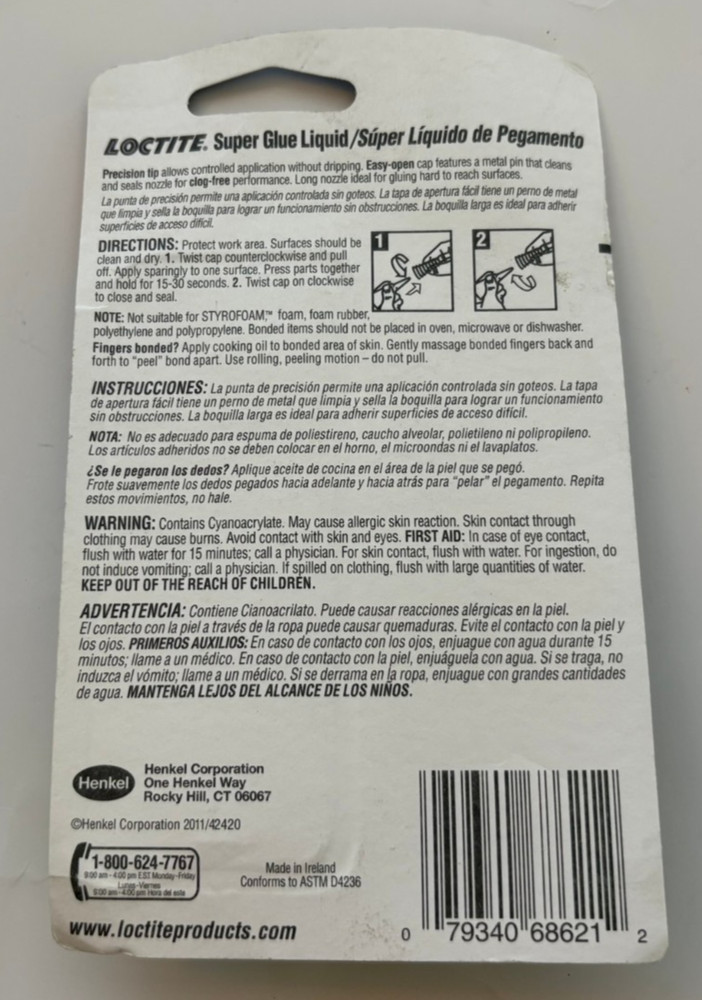 LOCTITE. Super Glue Liquid/Súper Líquido de Pegamento
Precision tip allows controlled application without dripping. Easy-open cap features a metal pin that cleans
and seals nozzle for clog-free performance. Long nozzle ideal for gluing hard to reach surfaces.
La punta de precisión permite una aplicación controlada sin goteos. La tapa de apertura fácil tiene un perno de metal
que limpia y sella la boquilla para lograr un funcionamiento sin obstrucciones. La boquilla larga es ideal para adherir
superficies de acceso difícil.
DIRECTIONS: Protect work area. Surfaces should be
clean and dry. 1. Twist cap counterclockwise and pull
off. Apply sparingly to one surface. Press parts together
and hold for 15-30 seconds. 2. Twist cap on clockwise
to close and seal.
1
2
NOTE: Not suitable for STYROFOAM,™ foam, foam rubber,
polyethylene and polypropylene. Bonded items should not be placed in oven, microwave or dishwasher.
Fingers bonded? Apply cooking oil to bonded area of skin. Gently massage bonded fingers back and
forth to "peel" bond apart. Use rolling, peeling motion – do not pull.
INSTRUCCIONES: La punta de precisión permite una aplicación controlada sin goteos. La tapa
de apertura fácil tiene un perno de metal que limpia y sella la boquilla para lograr un funcionamiento
sin obstrucciones. La boquilla larga es ideal para adherir superficies de acceso difícil.
NOTA: No es adecuado para espuma de poliestireno, caucho alveolar, polietileno ni polipropileno.
Los artículos adheridos no se deben colocar en el horno, el microondas ni el lavaplatos.
¿Se le pegaron los dedos? Aplique aceite de cocina en el área de la piel que se pegó.
Frote suavemente los dedos pegados hacia adelante y hacia atrás para "pelar" el pegamento. Repita
estos movimientos, no hale.
WARNING: Contains Cyanoacrylate. May cause allergic skin reaction. Skin contact through
clothing may cause burns. Avoid contact with skin and eyes. FIRST AID: In case of eye contact,
flush with water for 15 minutes; call a physician. For skin contact, flush with water. For ingestion, do
not induce vomiting; call a physician. If spilled on clothing, flush with large quantities of water.
KEEP OUT OF THE REACH OF CHILDREN.
ADVERTENCIA: Contiene Cianoacrilato. Puede causar reacciones alérgicas en la piel.
El contacto con la piel a través de la ropa puede causar quemaduras. Evite el contacto con la piel y
los ojos. PRIMEROS AUXILIOS: En caso de contacto con los ojos, enjuague con agua durante 15
minutos; llame a un médico. En caso de contacto con la piel, enjuáguela con agua. Si se traga, no
induzca el vómito; llame a un médico. Si se derrama en la ropa, enjuague con grandes cantidades
de agua. MANTENGA LEJOS DEL ALCANCE DE LOS NIÑOS.
Henkel
Henkel Corporation
One Henkel Way
Rocky Hill, CT 06067
©Henkel Corporation 2011/42420
1-800-624-7767
9:00 am - 4:00 pm EST Monday-Friday
Lunes-Viernes
9:00 am-4:00 pm Hora del este
Made in Ireland
Conforms to ASTM D4236
www.loctiteproducts.com
0 79340 68621 2